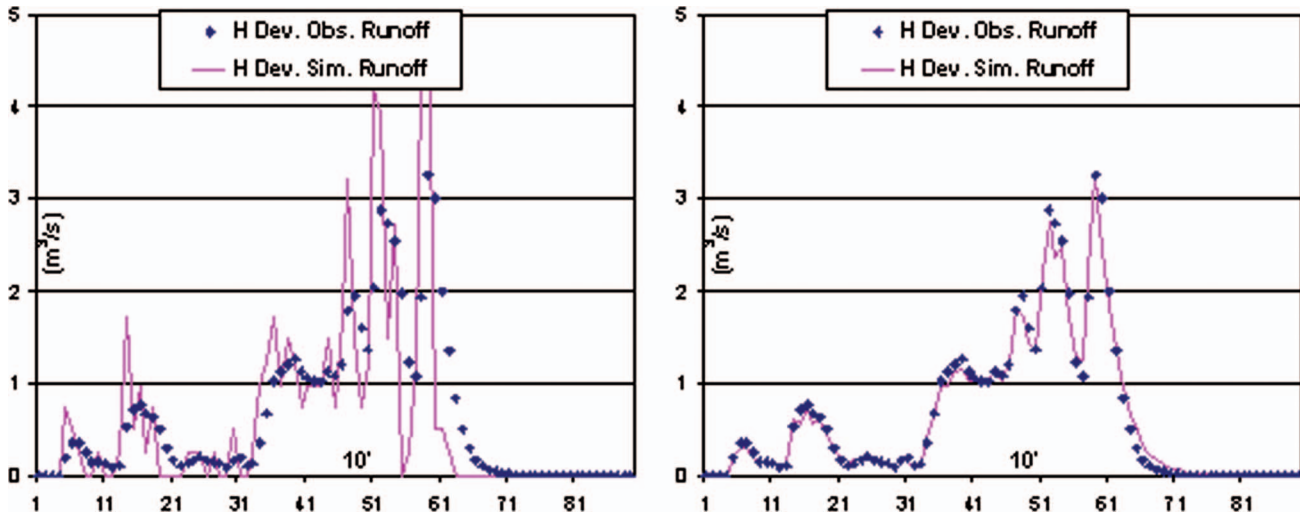 5
H Dev. Obs. Runoff
H Dev. Sim. Runoff
4
3
(m³/s)
2
1
10'
0
1 11 21 31 41 51 61 71 81
5
H Dev. Obs. Runoff
H Dev. Sim. Runoff
4
3
(m³/s)
2
1
10'
0
1 11 21 31 41 51 61 71 81